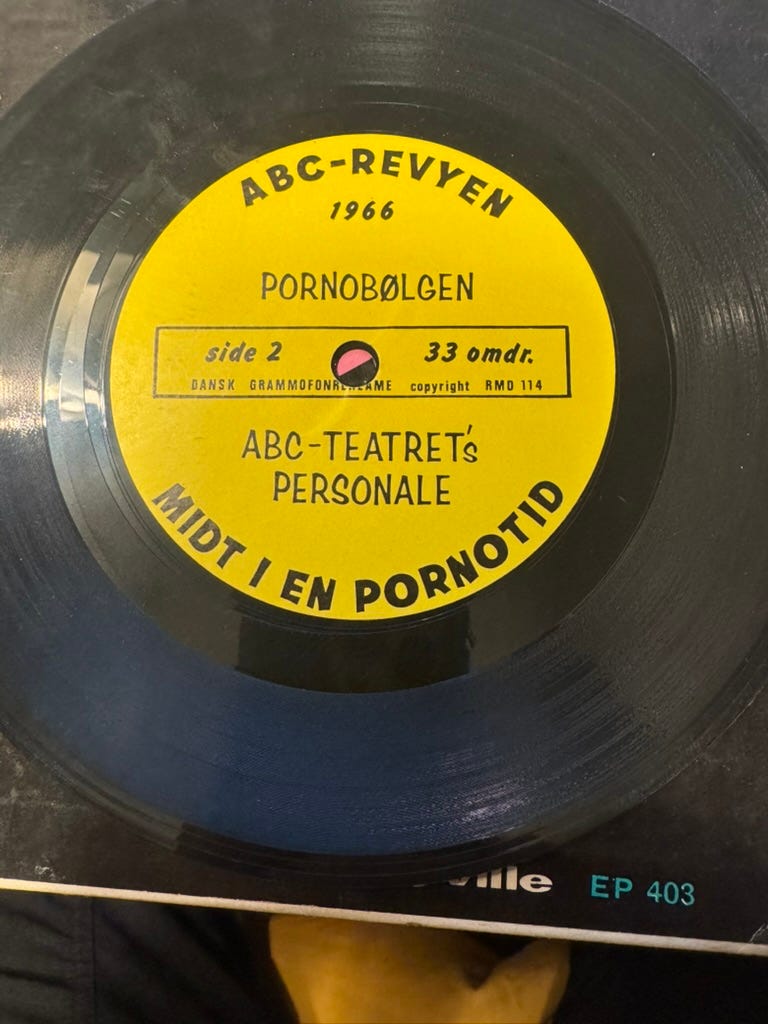 ABC-REVYEN
1966
PORNOBØLGEN
side 2 33 omdr.
DANSK GRAMMOFONREKLAME copyright RMD 114
ABC-TEATRET's
PERSONALE
MIDT I EN PORNOTID
EP 403